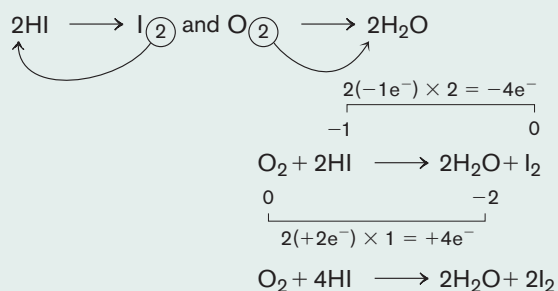 2HI ⟶ I₂ and O₂ ⟶ 2H₂O
2(−1e⁻) × 2 = −4e⁻
−1 0
O₂ + 2HI ⟶ 2H₂O + I₂
0 −2
2(+2e⁻) × 1 = +4e⁻
O₂ + 4HI ⟶ 2H₂O + 2I₂